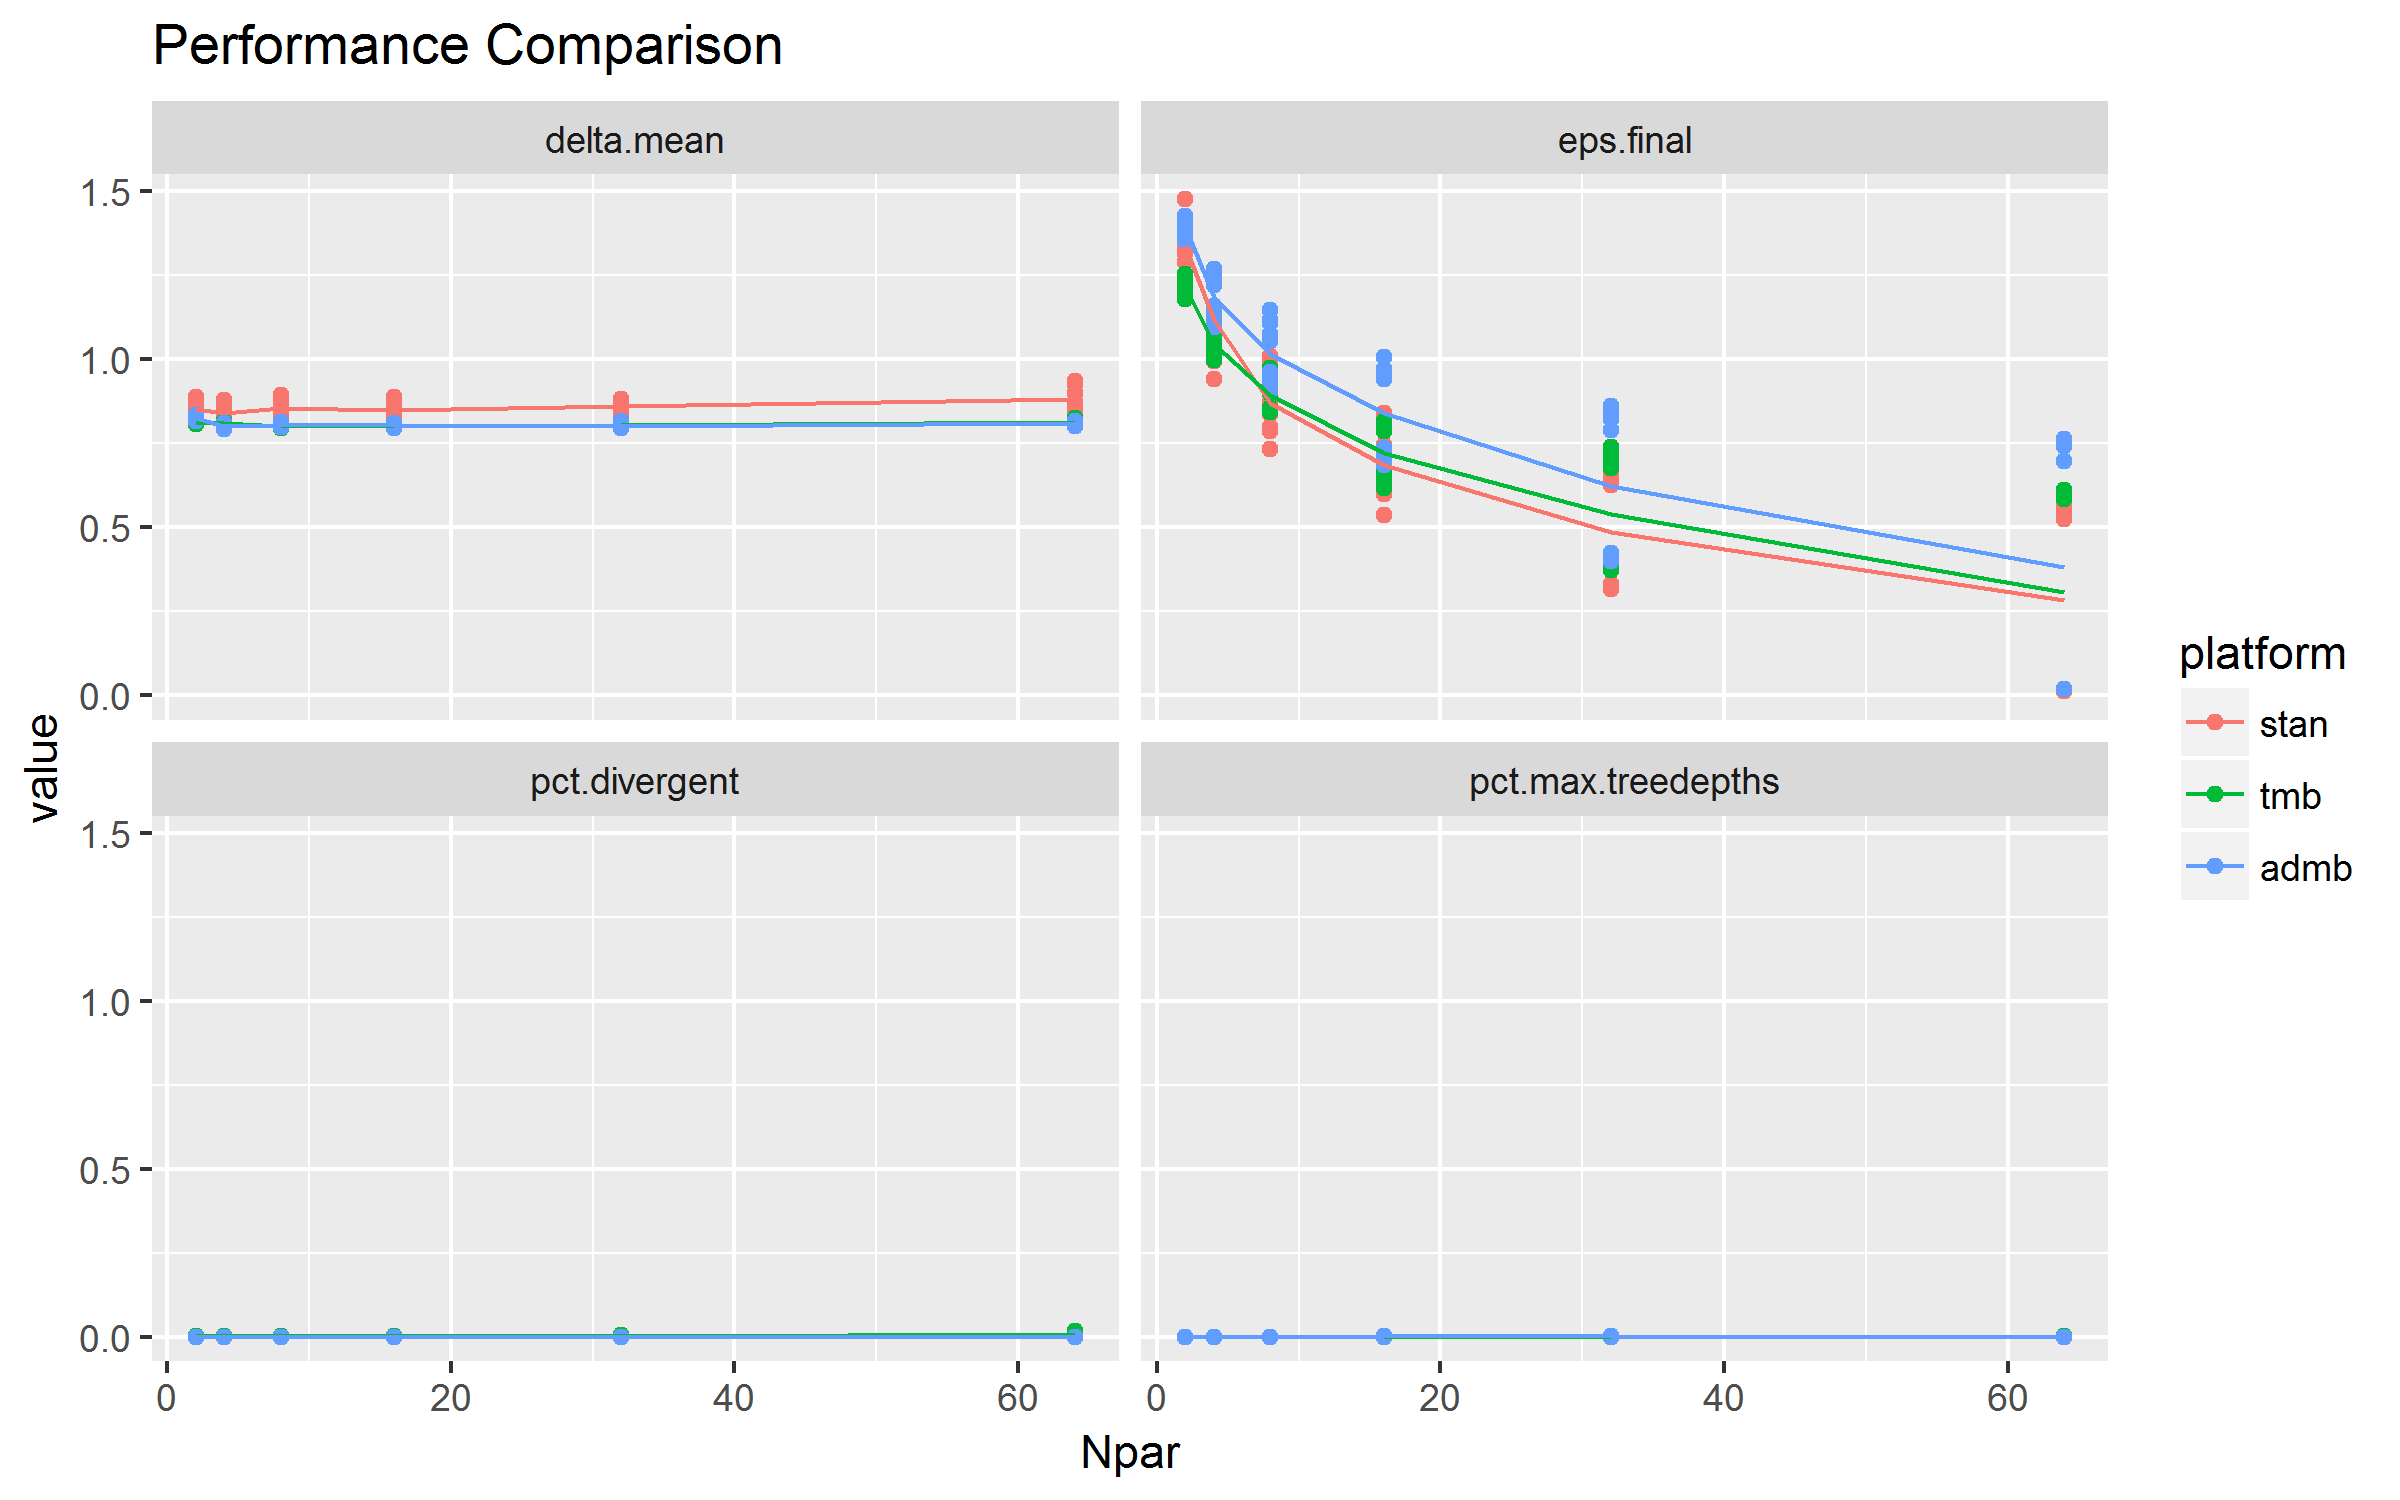 Performance Comparison
delta.mean
eps.final
1.5
1.0
0.5
0.0
pct.divergent
pct.max.treedepths
1.5
1.0
0.5
0.0
0 20 40 60
0 20 40 60
Npar
value
platform
stan
tmb
admb